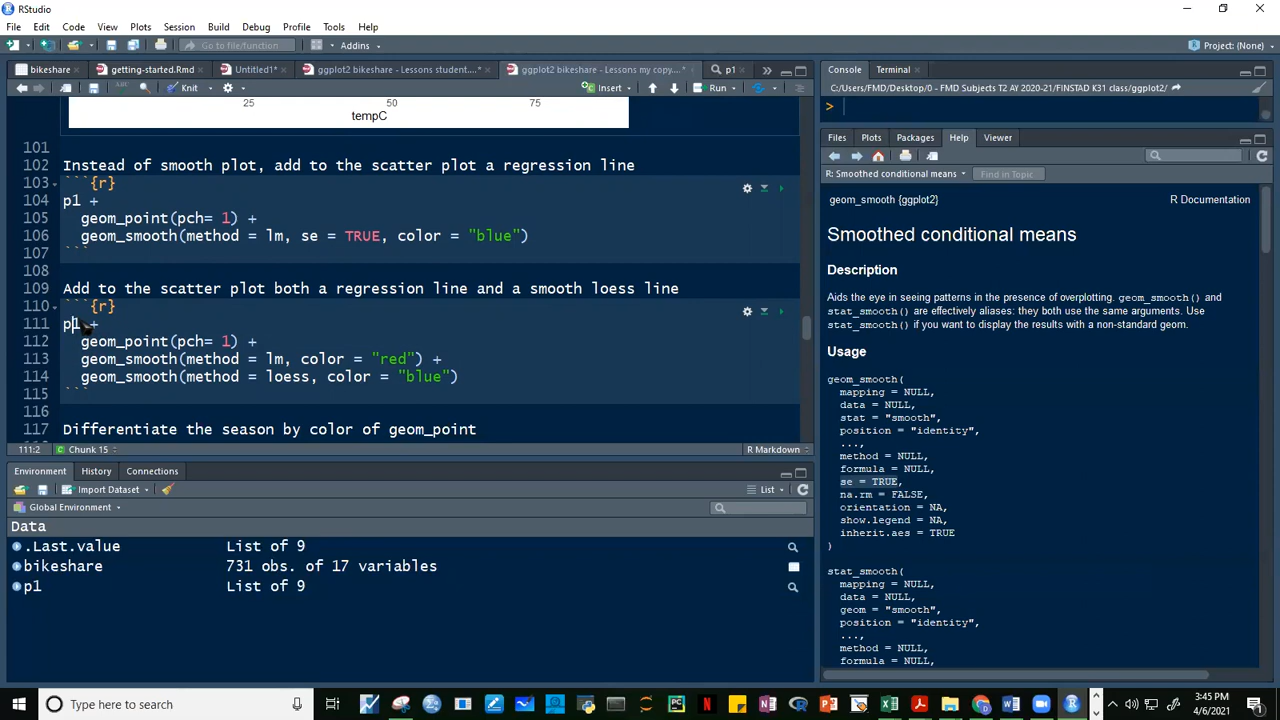 RStudio
File Edit Code View Plots Session Build Debug Profile Tools Help
Go to file/function Addins Project: (None)
bikeshare getting-started.Rmd Untitled1* ggplot2 bikeshare - Lessons student....* ggplot2 bikeshare - Lessons my copy....* p1
Knit Insert Run
25 50 75
tempC
101
102 Instead of smooth plot, add to the scatter plot a regression line
103 ```{r}
104 p1 +
105 geom_point(pch= 1) +
106 geom_smooth(method = lm, se = TRUE, color = "blue")
107 ```
108
109 Add to the scatter plot both a regression line and a smooth loess line
110 ```{r}
111 p1 +
112 geom_point(pch= 1) +
113 geom_smooth(method = lm, color = "red") +
114 geom_smooth(method = loess, color = "blue")
115 ```
116
117 Differentiate the season by color of geom_point
111:2 Chunk 15 R Markdown
Environment History Connections
Import Dataset List
Global Environment
Data
.Last.value List of 9
bikeshare 731 obs. of 17 variables
p1 List of 9
Console Terminal
C:/Users/FMD/Desktop/0 - FMD Subjects T2 AY 2020-21/FINSTAD K31 class/ggplot2/
>
Files Plots Packages Help Viewer
R: Smoothed conditional means Find in Topic
geom_smooth {ggplot2} R Documentation
Smoothed conditional means
Description
Aids the eye in seeing patterns in the presence of overplotting. geom_smooth() and
stat_smooth() are effectively aliases: they both use the same arguments. Use
stat_smooth() if you want to display the results with a non-standard geom.
Usage
geom_smooth(
mapping = NULL,
data = NULL,
stat = "smooth",
position = "identity",
...,
method = NULL,
formula = NULL,
se = TRUE,
na.rm = FALSE,
orientation = NA,
show.legend = NA,
inherit.aes = TRUE
)
stat_smooth(
mapping = NULL,
data = NULL,
geom = "smooth",
position = "identity",
...,
method = NULL,
formula = NULL,
Type here to search
3:45 PM
4/6/2021